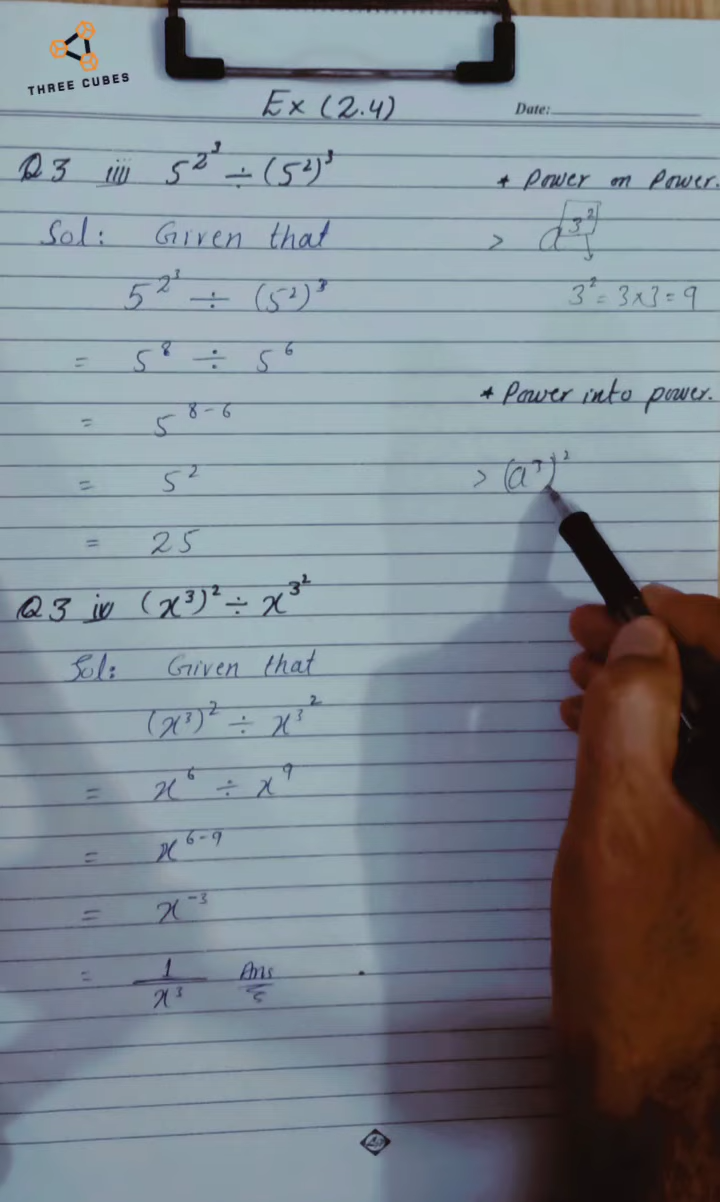 THREE CUBES
Ex (2.4)
Date:
Q3 iii 5^2^3 ÷ (5^2)^3
Sol: Given that
5^2^3 ÷ (5^2)^3
= 5^8 ÷ 5^6
= 5^8-6
= 5^2
= 25
Q3 iv (x^3)^2 ÷ x^3^2
Sol: Given that
(x^3)^2 ÷ x^3^2
= x^6 ÷ x^9
= x^6-9
= x^-3
= 1/x^3 Ans
* Power on Power.
> a^3^2
3^2 = 3x3 = 9
* Power into power.
> (a^3)^2